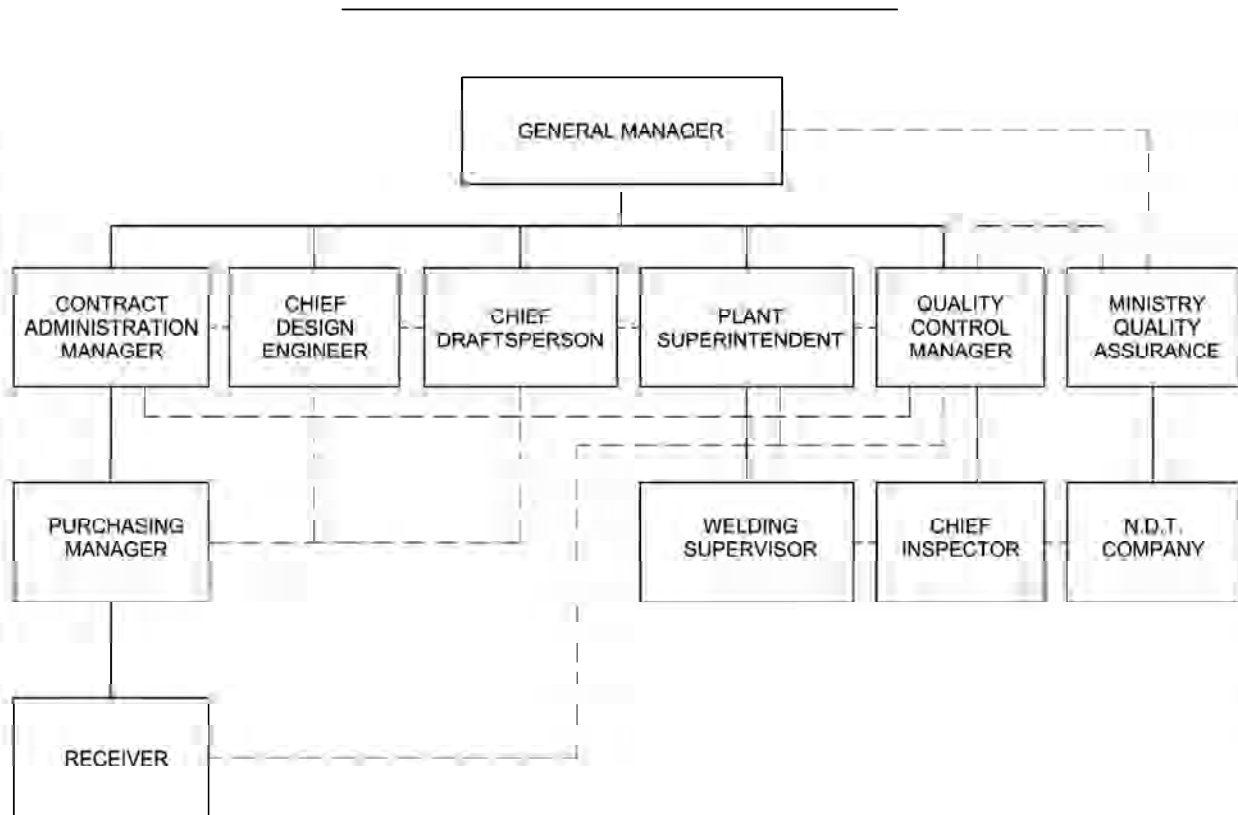 GENERAL MANAGER
CONTRACT
ADMINISTRATION
MANAGER
CHIEF
DESIGN
ENGINEER
CHIEF
DRAFTSPERSON
PLANT
SUPERINTENDENT
QUALITY
CONTROL
MANAGER
MINISTRY
QUALITY
ASSURANCE
PURCHASING
MANAGER
WELDING
SUPERVISOR
CHIEF
INSPECTOR
N.D.T.
COMPANY
RECEIVER